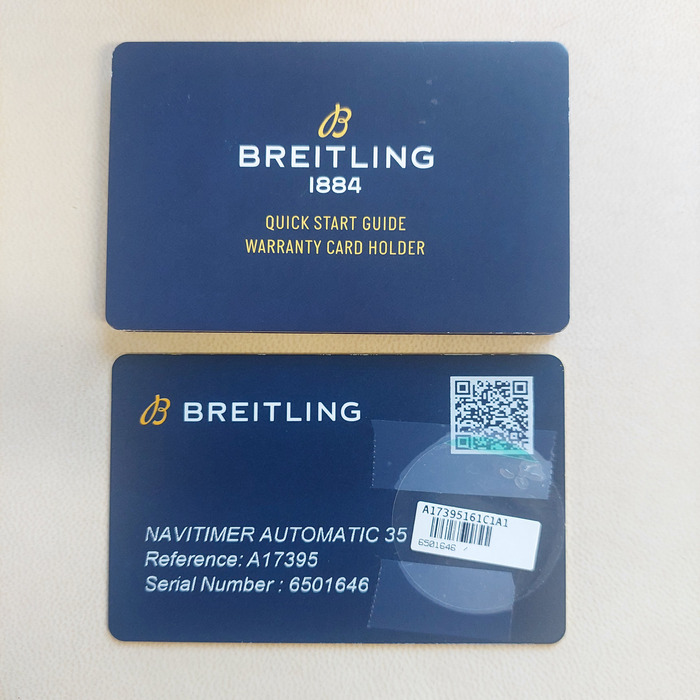 BREITLING
1884
QUICK START GUIDE
WARRANTY CARD HOLDER
BREITLING
NAVITIMER AUTOMATIC 35
Reference: A17395
Serial Number : 6501646
A17395161C1A1
6501646